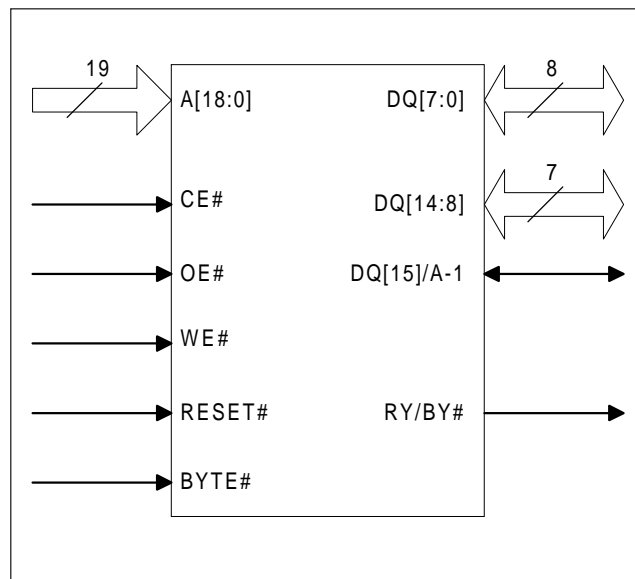 19
8
A[18:0]
DQ[7:0]
7
CE#
DQ[14:8]
OE#
DQ[15]/A-1
WE#
RESET#
RY/BY#
BYTE#